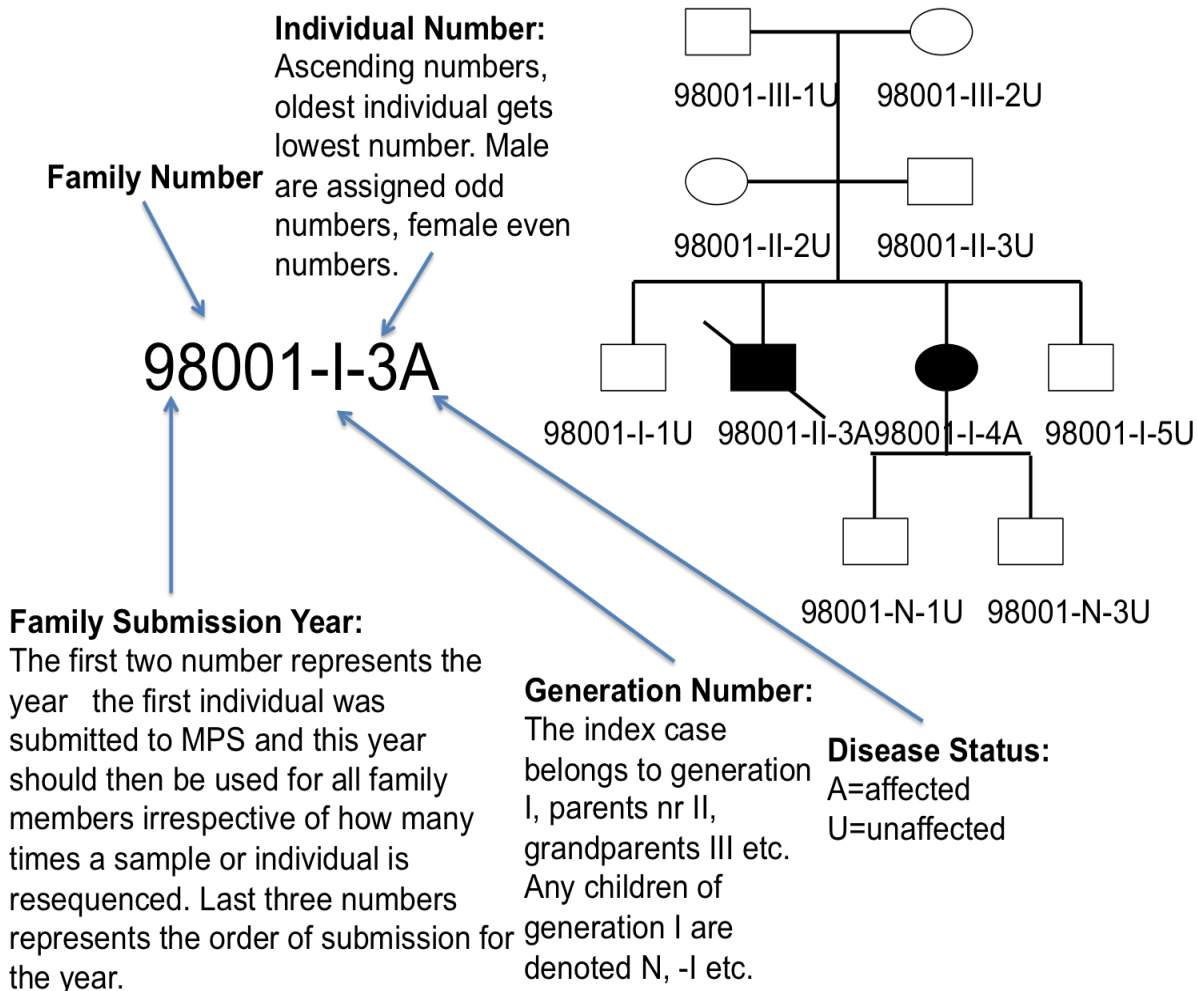 Individual Number:
Ascending numbers,
oldest individual gets
lowest number. Male
are assigned odd
numbers, female even
numbers.
Family Number
98001-I-3A
98001-III-1U
98001-III-2U
98001-II-2U
98001-II-3U
98001-I-1U
98001-II-3A
98001-I-4A
98001-I-5U
98001-N-1U
98001-N-3U
Family Submission Year:
The first two number represents the
year the first individual was
submitted to MPS and this year
should then be used for all family
members irrespective of how many
times a sample or individual is
resequenced. Last three numbers
represents the order of submission for
the year.
Generation Number:
The index case
belongs to generation
I, parents nr II,
grandparents III etc.
Any children of
generation I are
denoted N, -I etc.
Disease Status:
A=affected
U=unaffected